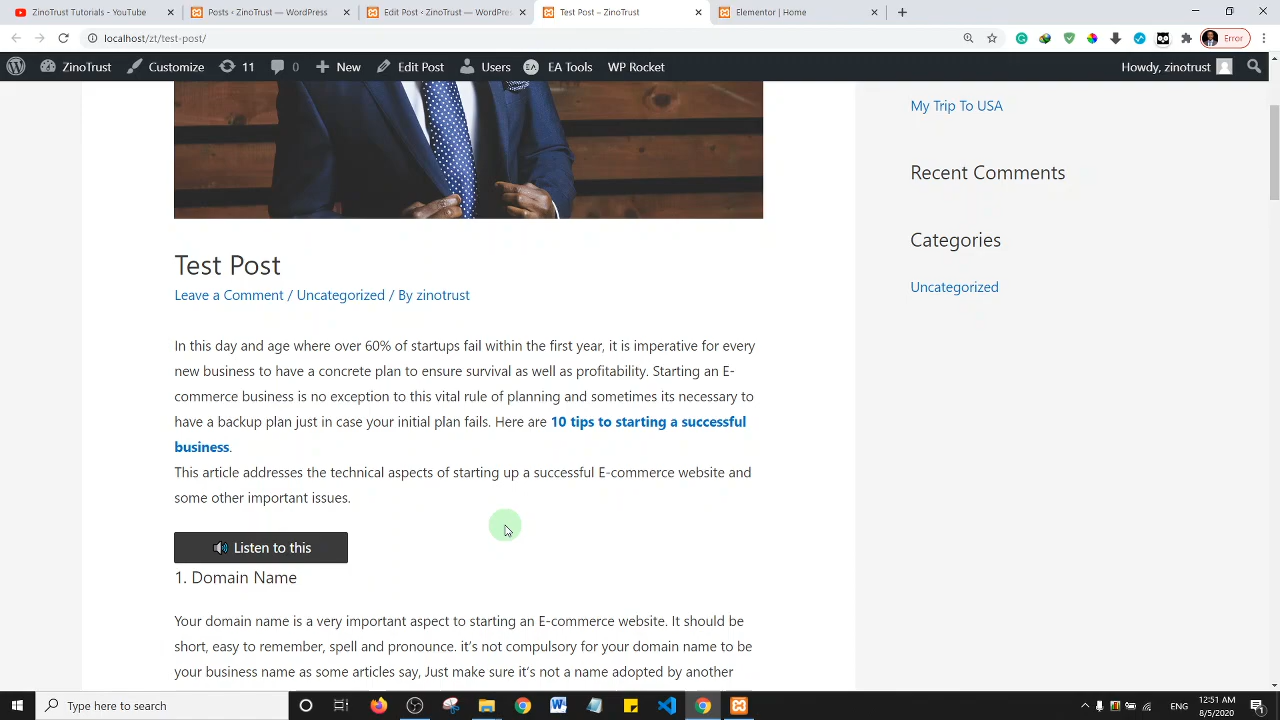 ZinoTrust Tutorials - YouTube
Posts ‹ ZinoTrust — WordPress
Edit Post ‹ ZinoTrust — WordPres
Test Post – ZinoTrust
Elementor | Home
localhost/zt/test-post/
Error
ZinoTrust
Customize
11
0
New
Edit Post
Users
EA
EA Tools
WP Rocket
Howdy, zinotrust
My Trip To USA
Recent Comments
Categories
Uncategorized
Test Post
Leave a Comment / Uncategorized / By zinotrust
In this day and age where over 60% of startups fail within the first year, it is imperative for every
new business to have a concrete plan to ensure survival as well as profitability. Starting an E-
commerce business is no exception to this vital rule of planning and sometimes its necessary to
have a backup plan just in case your initial plan fails. Here are 10 tips to starting a successful
business.
This article addresses the technical aspects of starting up a successful E-commerce website and
some other important issues.
Listen to this
1. Domain Name
Your domain name is a very important aspect to starting an E-commerce website. It should be
short, easy to remember, spell and pronounce. it’s not compulsory for your domain name to be
your business name as some articles say, Just make sure it’s not a name adopted by another
Type here to search
ENG
12:51 AM
8/5/2020
1